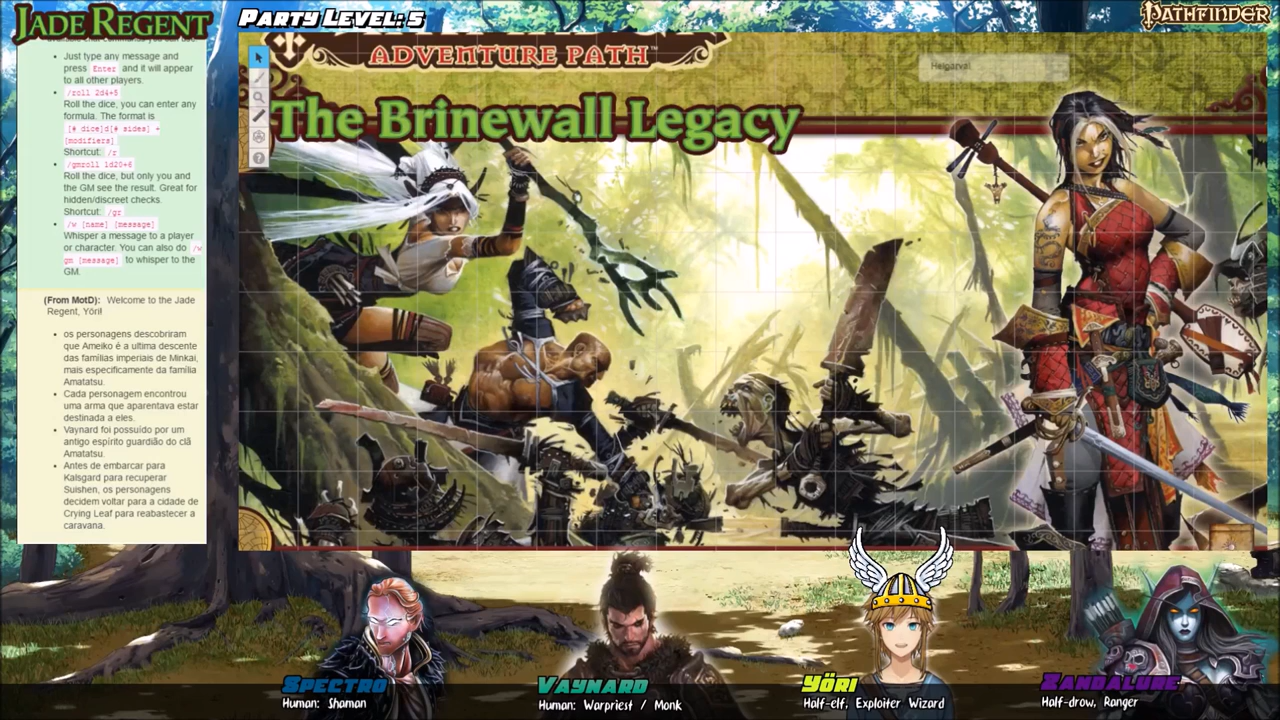 JADE REGENT
PARTY LEVEL: 5
PATHFINDER
Just type any message and
press Enter and it will appear
to all other players.
/roll 2d4+5
Roll the dice, you can enter any
formula. The format is
[# dice]d[# sides] +
[modifiers]
Shortcut: /r
/gmroll 1d20+6
Roll the dice, but only you and
the GM see the result. Great for
hidden/discreet checks.
Shortcut: /gr
/w [name] [message]
Whisper a message to a player
or character. You can also do /w
gm [message] to whisper to the
GM.
(From MotD): Welcome to the Jade
Regent, Yöri!
os personagens descobriram
que Ameiko é a ultima descente
das famílias imperiais de Minkai,
mais especificamente da família
Amatatsu.
Cada personagem encontrou
uma arma que aparentava estar
destinada a eles.
Vaynard foi possuído por um
antigo espírito guardião do clã
Amatatsu.
Antes de embarcar para
Kalsgard para recuperar
Suishen, os personagens
decidem voltar para a cidade de
Crying Leaf para reabastecer a
caravana.
ADVENTURE PATH™
The Brinewall Legacy
SPECTRO
Human: Shaman
VAYNARD
Human: Warpriest / Monk
YÖRI
Half-elf, Exploiter Wizard
ZANDALURE
Half-drow, Ranger